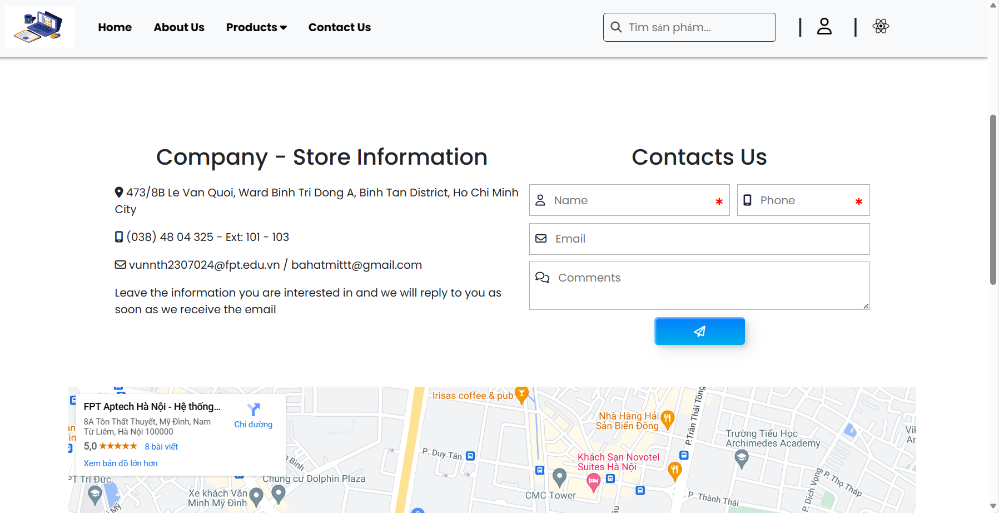 Home About Us Products Contact Us Tìm sản phẩm...
Company - Store Information
473/8B Le Van Quoi, Ward Binh Tri Dong A, Binh Tan District, Ho Chi Minh
City
(038) 48 04 325 - Ext: 101 - 103
vunnth2307024@fpt.edu.vn / bahatmittt@gmail.com
Leave the information you are interested in and we will reply to you as
soon as we receive the email
Contacts Us
Name * Phone *
Email
Comments
FPT Aptech Hà Nội - Hệ thống...
8A Tôn Thất Thuyết, Mỹ Đình, Nam
Từ Liêm, Hà Nội 100000
5,0 ★★★★★ 8 bài viết
Xem bản đồ lớn hơn
Chỉ đường
Irisas coffee & pub
Nhà Hàng Hải
Sản Biển Đông
P.Trần Thái Tông
Trường Tiểu Học
Archimedes Academy
P. Duy Tân
Khách Sạn Novotel
Suites Hà Nội
PT Trí Đức
Chung cư Dolphin Plaza
Xe khách Văn
Minh Mỹ Đình
CMC Tower
P. Thành Thái
P. Dịch Vọng
P. Thọ Tháp